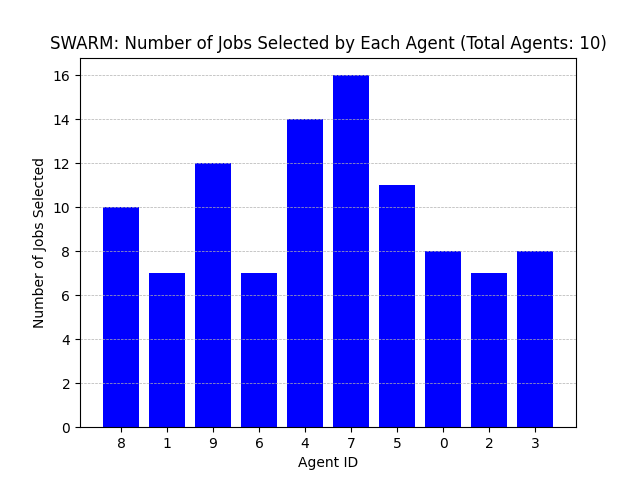 SWARM: Number of Jobs Selected by Each Agent (Total Agents: 10)
16
14
12
10
8
6
4
2
0
Number of Jobs Selected
8 1 9 6 4 7 5 0 2 3
Agent ID